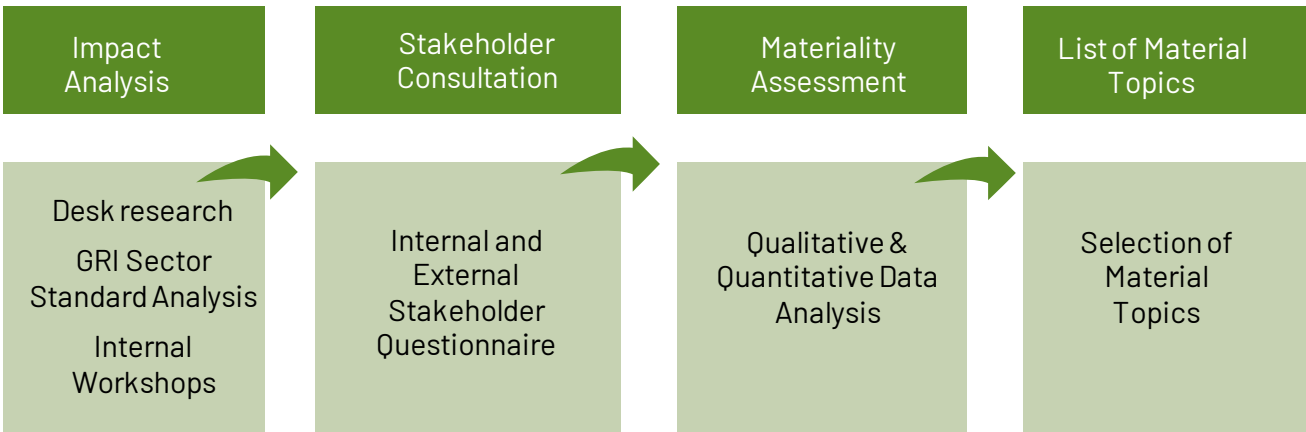 Impact
Analysis
Stakeholder
Consultation
Materiality
Assessment
List of Material
Topics
Desk research
GRI Sector
Standard Analysis
Internal
Workshops
Internal and
External
Stakeholder
Questionnaire
Qualitative &
Quantitative Data
Analysis
Selection of
Material
Topics